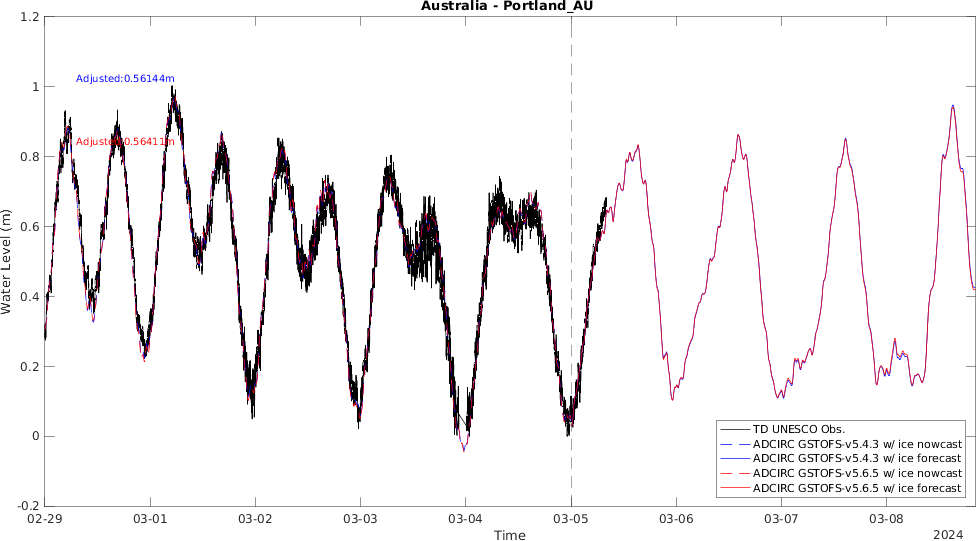 Australia - Portland_AU
1.2
1
0.8
0.6
0.4
0.2
0
-0.2
Water Level (m)
Adjusted:0.56144m
Adjusted:0.56411m
TD UNESCO Obs.
ADCIRC GSTOFS-v5.4.3 w/ ice nowcast
ADCIRC GSTOFS-v5.4.3 w/ ice forecast
ADCIRC GSTOFS-v5.6.5 w/ ice nowcast
ADCIRC GSTOFS-v5.6.5 w/ ice forecast
02-29 03-01 03-02 03-03 03-04 03-05 03-06 03-07 03-08
Time
2024